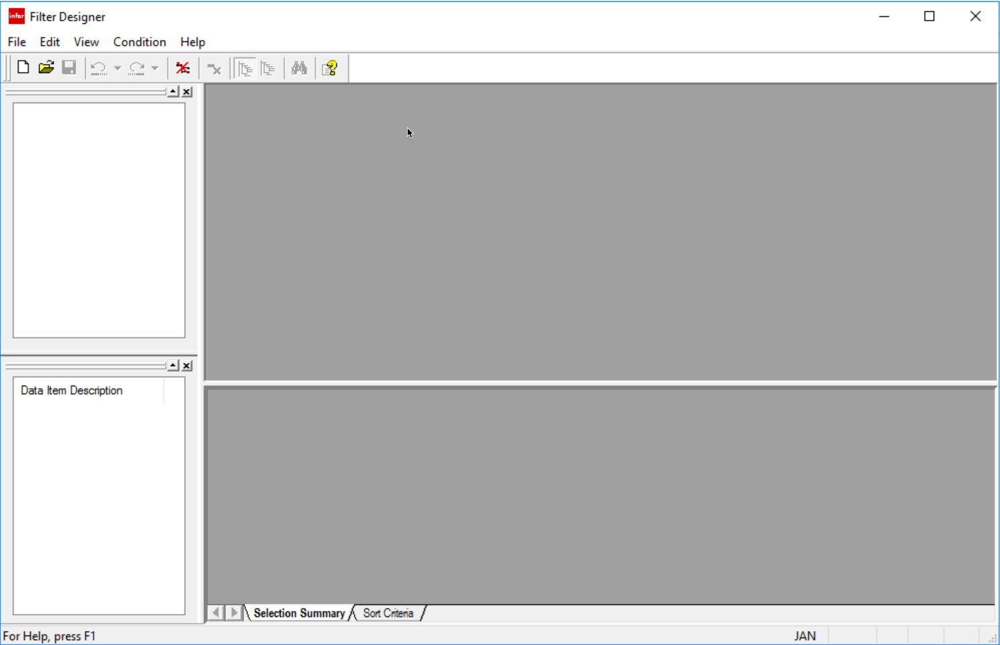 infor Filter Designer
File Edit View Condition Help
Data Item Description
Selection Summary Sort Criteria
For Help, press F1 JAN